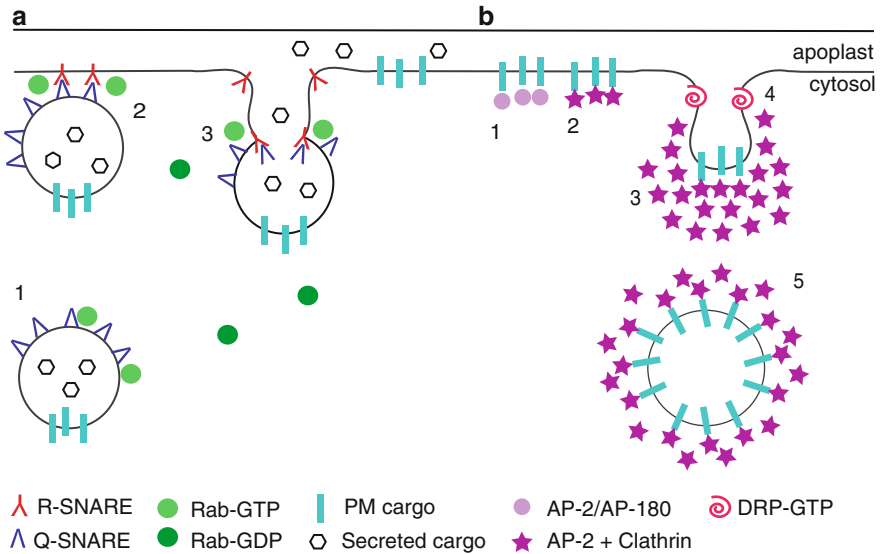 a
b
apoplast
cytosol
2
3
1
1
2
3
4
5
R-SNARE
Rab-GTP
PM cargo
AP-2/AP-180
DRP-GTP
Q-SNARE
Rab-GDP
Secreted cargo
AP-2 + Clathrin